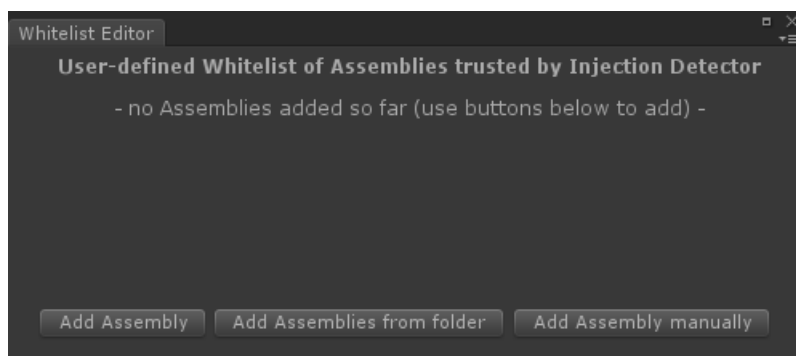 Whitelist Editor
User-defined Whitelist of Assemblies trusted by Injection Detector
- no Assemblies added so far (use buttons below to add) -
Add Assembly Add Assemblies from folder Add Assembly manually